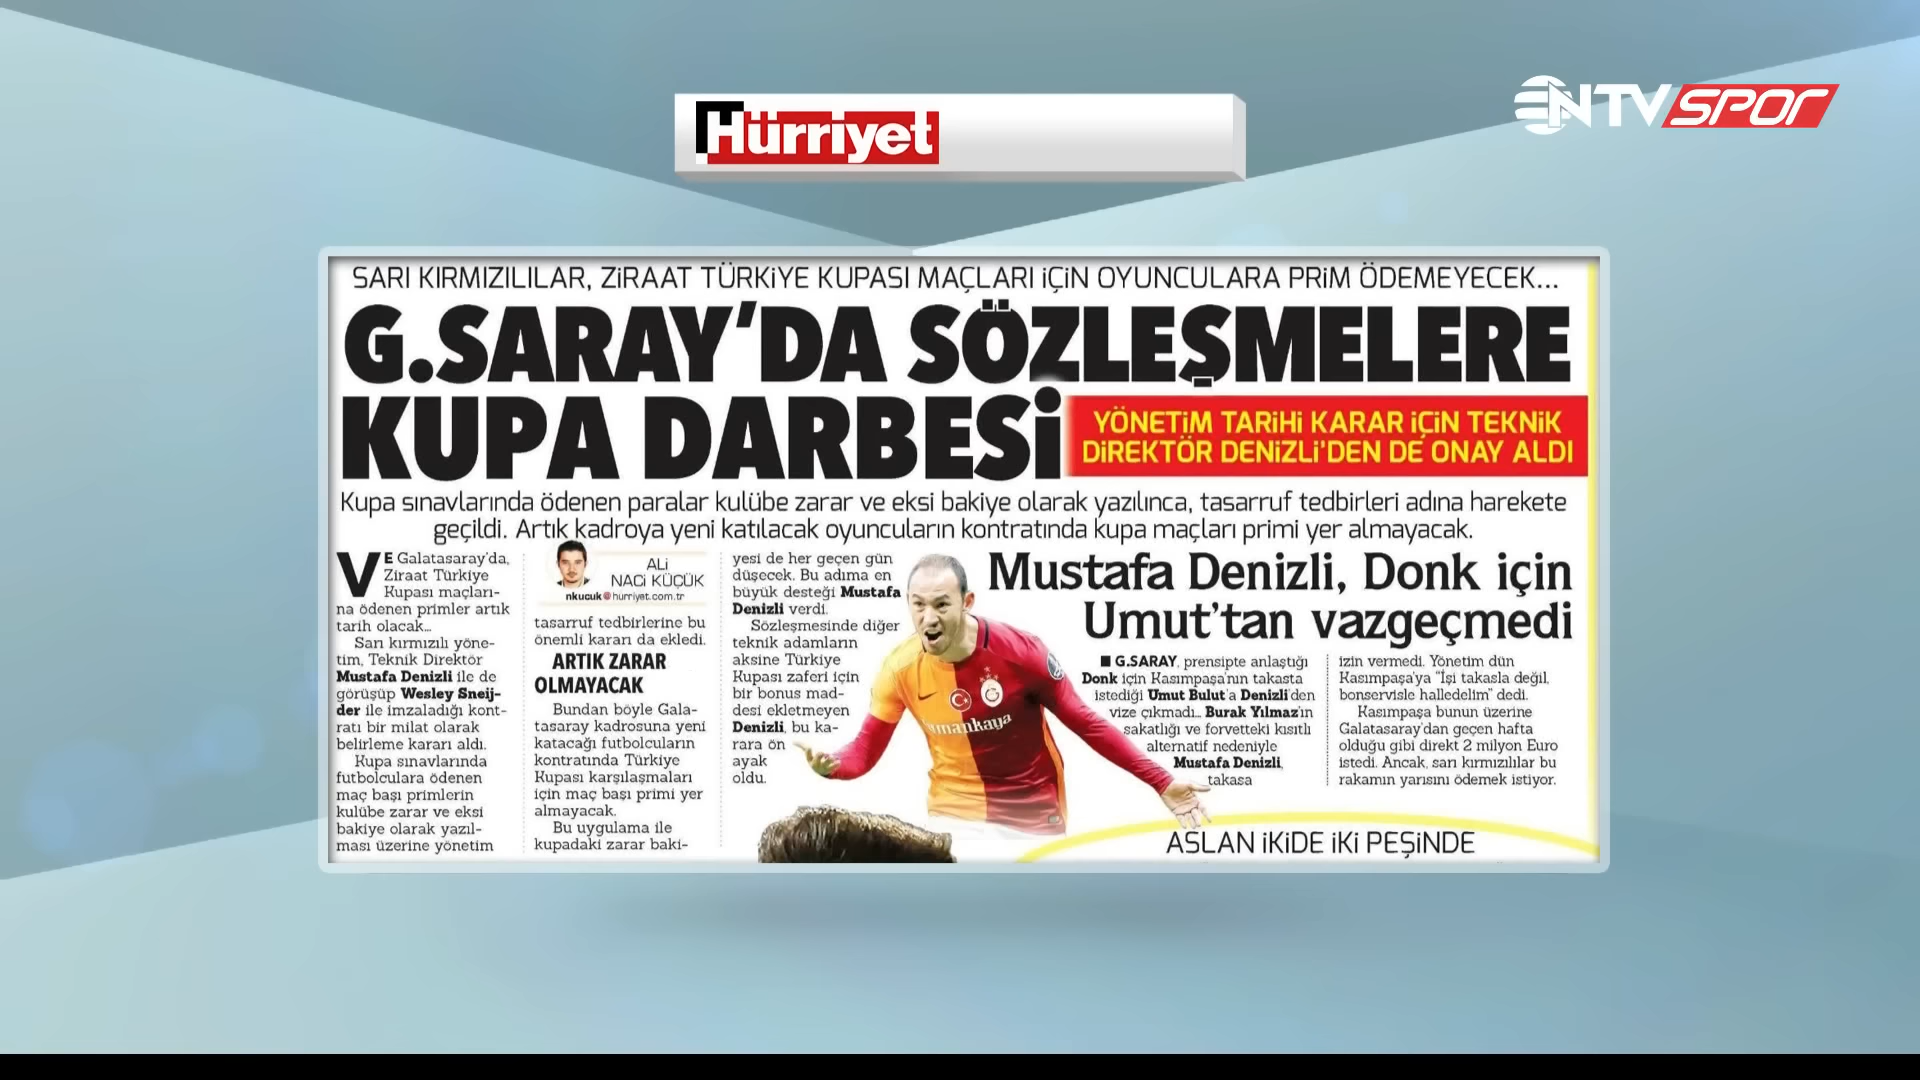 Hürriyet
NTVSPOR
SARI KIRMIZILILAR, ZİRAAT TÜRKİYE KUPASI MAÇLARI İÇİN OYUNCULARA PRİM ÖDEMEYECEK...
G.SARAY'DA SÖZLEŞMELERE
KUPA DARBESİ
YÖNETİM TARİHİ KARAR İÇİN TEKNİK
DİREKTÖR DENİZLİ'DEN DE ONAY ALDI
Kupa sınavlarında ödenen paralar kulübe zarar ve eksi bakiye olarak yazılınca, tasarruf tedbirleri adına harekete
geçildi. Artık kadroya yeni katılacak oyuncuların kontratında kupa maçları primi yer almayacak.
VE Galatasaray'da,
Ziraat Türkiye
Kupası maçları-
na ödenen primler artık
tarih olacak...
Sarı kırmızılı yöne-
tim, Teknik Direktör
Mustafa Denizli ile de
görüşüp Wesley Sneij-
der ile imzaladığı kont-
ratı bir milat olarak
belirleme kararı aldı.
Kupa sınavlarında
futbolculara ödenen
maç başı primlerin
kulübe zarar ve eksi
bakiye olarak yazıl-
ması üzerine yönetim
ALİ
NACİ KÜÇÜK
nkucuk@hurriyet.com.tr
tasarruf tedbirlerine bu
önemli kararı da ekledi.
ARTIK ZARAR
OLMAYACAK
Bundan böyle Gala-
tasaray kadrosuna yeni
katacağı futbolcuların
kontratında Türkiye
Kupası karşılaşmaları
için maç başı primi yer
almayacak.
Bu uygulama ile
kupadaki zarar baki-
yesi de her geçen gün
düşecek. Bu adıma en
büyük desteği Mustafa
Denizli verdi.
Sözleşmesinde diğer
teknik adamların
aksine Türkiye
Kupası zaferi için
bir bonus mad-
desi ekletmeyen
Denizli, bu ka-
rara ön
ayak
oldu.
Mustafa Denizli, Donk için
Umut'tan vazgeçmedi
G.SARAY, prensipte anlaştığı
Donk için Kasımpaşa'nın takasta
istediği Umut Bulut'a Denizli'den
vize çıkmadı... Burak Yılmaz'ın
sakatlığı ve forvetteki kısıtlı
alternatif nedeniyle
Mustafa Denizli,
takasa
izin vermedi. Yönetim dün
Kasımpaşa'ya "İşi takasla değil,
bonservisle halledelim" dedi.
Kasımpaşa bunun üzerine
Galatasaray'dan geçen hafta
olduğu gibi direkt 2 milyon Euro
istedi. Ancak, sarı kırmızılılar bu
rakamın yarısını ödemek istiyor.
ASLAN İKİDE İKİ PEŞİNDE